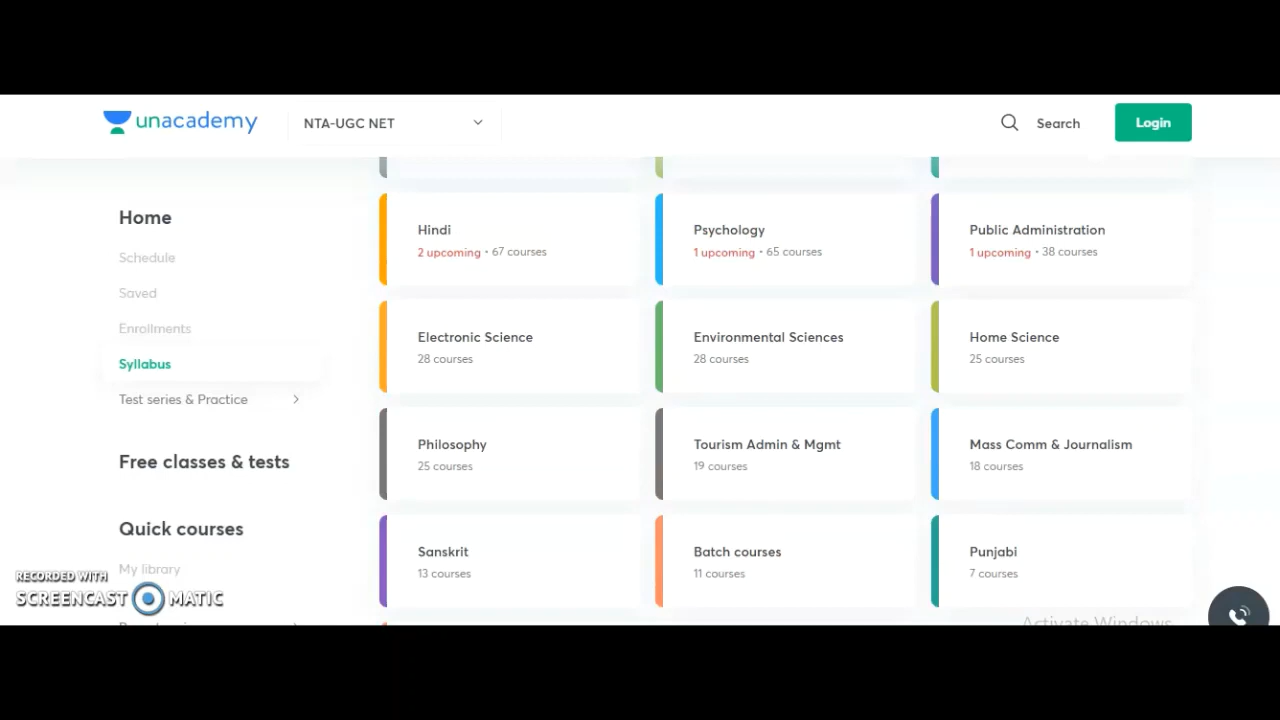 unacademy
NTA-UGC NET
Search
Login
Home
Schedule
Saved
Enrollments
Syllabus
Test series & Practice
Free classes & tests
Quick courses
My library
Hindi
2 upcoming • 67 courses
Psychology
1 upcoming • 65 courses
Public Administration
1 upcoming • 38 courses
Electronic Science
28 courses
Environmental Sciences
28 courses
Home Science
25 courses
Philosophy
25 courses
Tourism Admin & Mgmt
19 courses
Mass Comm & Journalism
18 courses
Sanskrit
13 courses
Batch courses
11 courses
Punjabi
7 courses
Activate Windows
RECORDED WITH
SCREENCAST MATIC